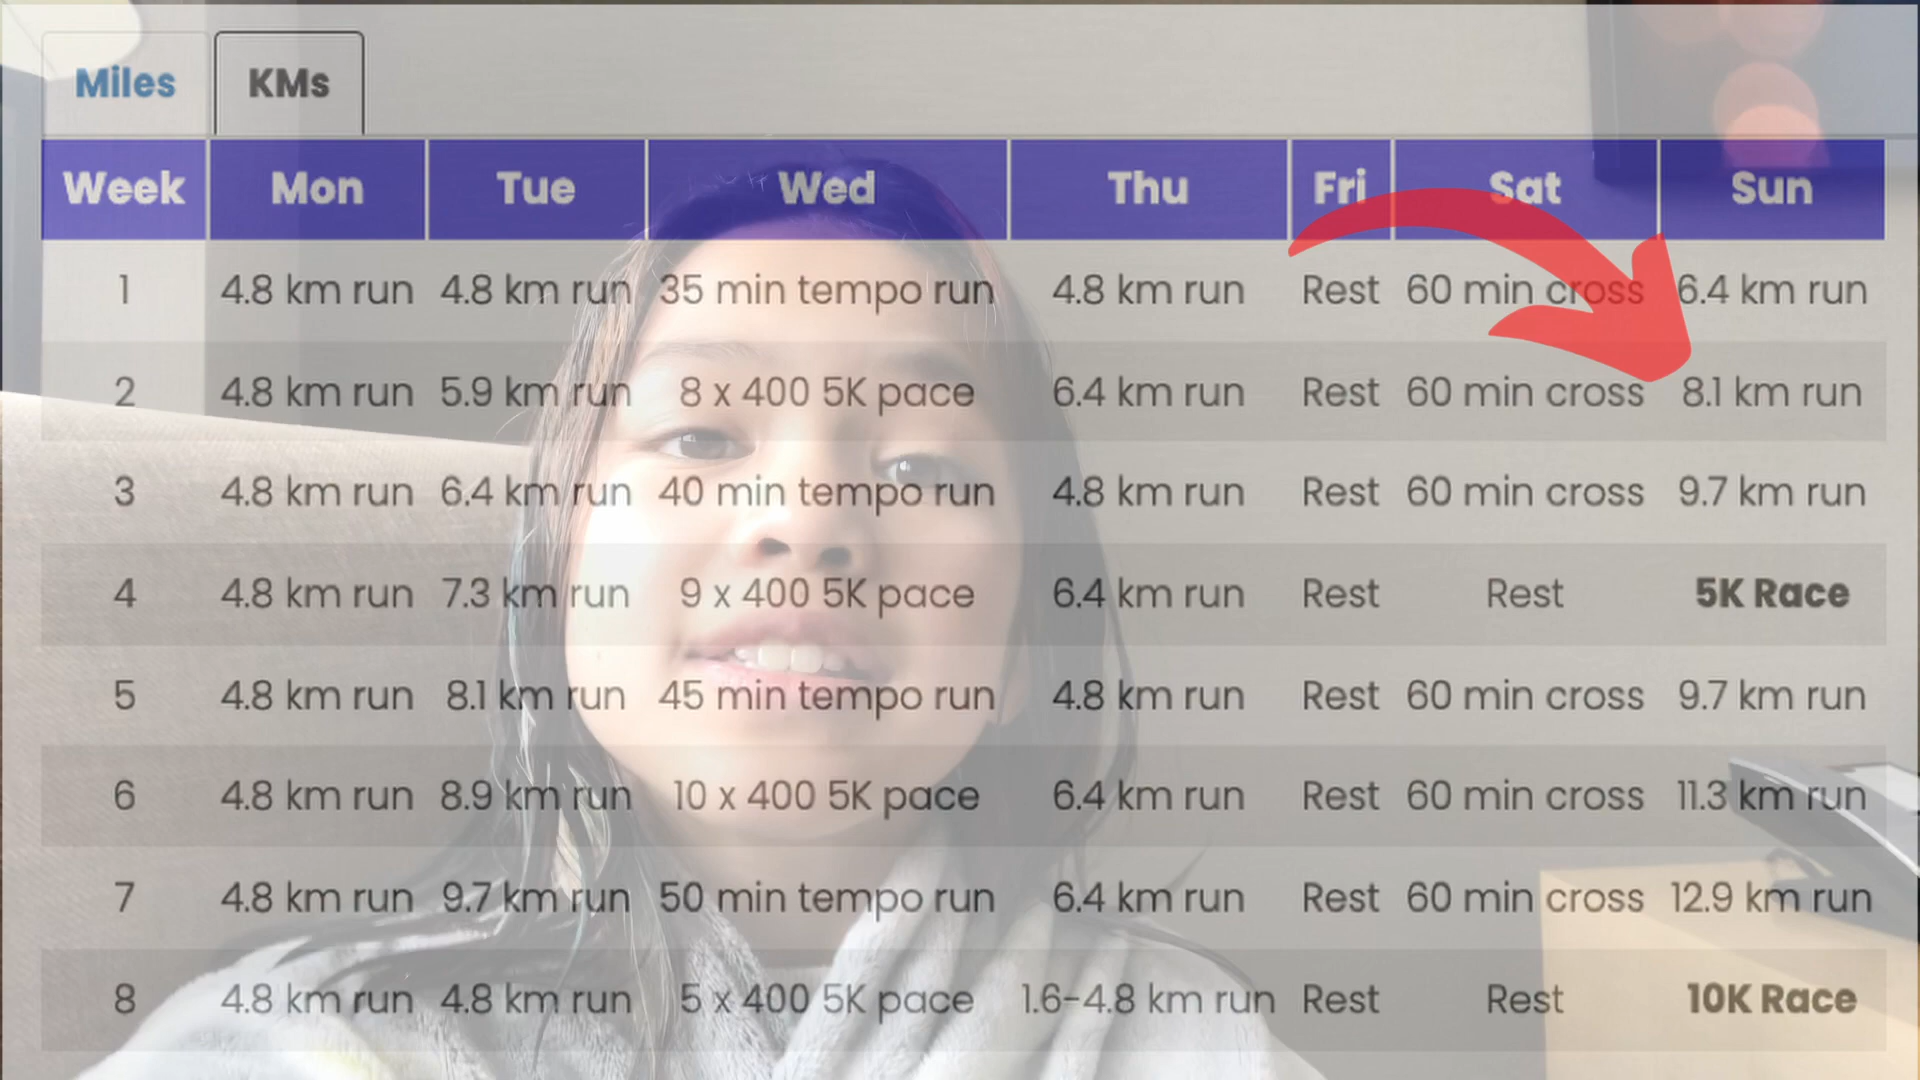 Miles KMs
Week Mon Tue Wed Thu Fri Sat Sun
1 4.8 km run 4.8 km run 35 min tempo run 4.8 km run Rest 60 min cross 6.4 km run
2 4.8 km run 5.9 km run 8 x 400 5K pace 6.4 km run Rest 60 min cross 8.1 km run
3 4.8 km run 6.4 km run 40 min tempo run 4.8 km run Rest 60 min cross 9.7 km run
4 4.8 km run 7.3 km run 9 x 400 5K pace 6.4 km run Rest Rest 5K Race
5 4.8 km run 8.1 km run 45 min tempo run 4.8 km run Rest 60 min cross 9.7 km run
6 4.8 km run 8.9 km run 10 x 400 5K pace 6.4 km run Rest 60 min cross 11.3 km run
7 4.8 km run 9.7 km run 50 min tempo run 6.4 km run Rest 60 min cross 12.9 km run
8 4.8 km run 4.8 km run 5 x 400 5K pace 1.6-4.8 km run Rest Rest 10K Race